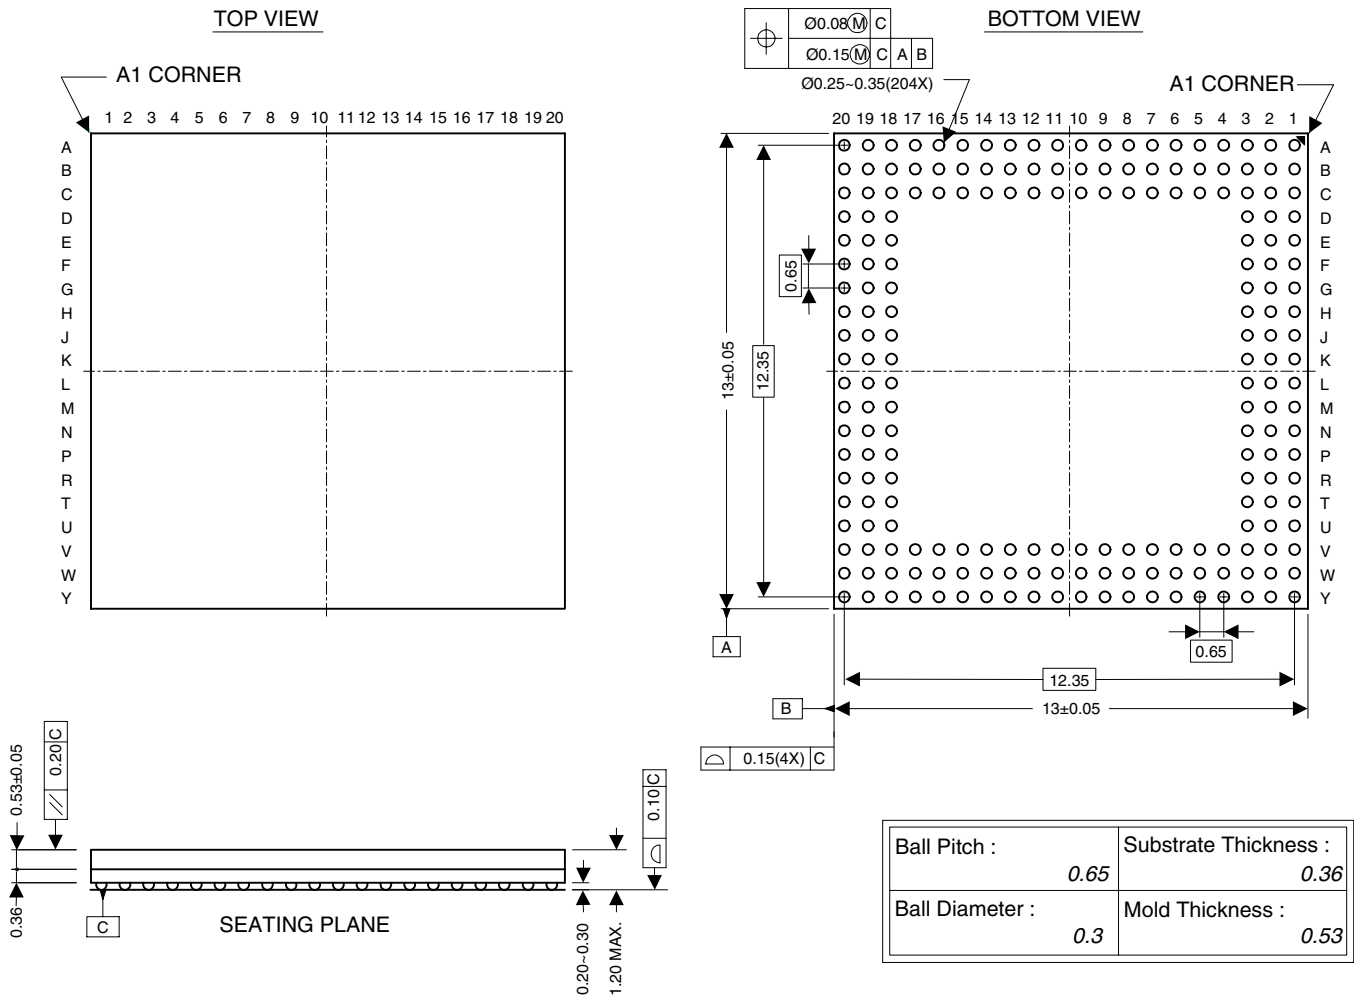 TOP VIEW
A1 CORNER
1 2 3 4 5 6 7 8 9 10 11 12 13 14 15 16 17 18 19 20
A
B
C
D
E
F
G
H
J
K
L
M
N
P
R
T
U
V
W
Y
BOTTOM VIEW
Ø0.08 M C
Ø0.15 M C A B
Ø0.25~0.35(204X)
A1 CORNER
20 19 18 17 16 15 14 13 12 11 10 9 8 7 6 5 4 3 2 1
A
B
C
D
E
F
G
H
J
K
L
M
N
P
R
T
U
V
W
Y
0.65
13±0.05
12.35
A
0.65
12.35
B
13±0.05
0.15(4X) C
0.53±0.05
0.20 C
0.10 C
0.36
C
SEATING PLANE
0.20~0.30
1.20 MAX.
Ball Pitch :
0.65
Substrate Thickness :
0.36
Ball Diameter :
0.3
Mold Thickness :
0.53